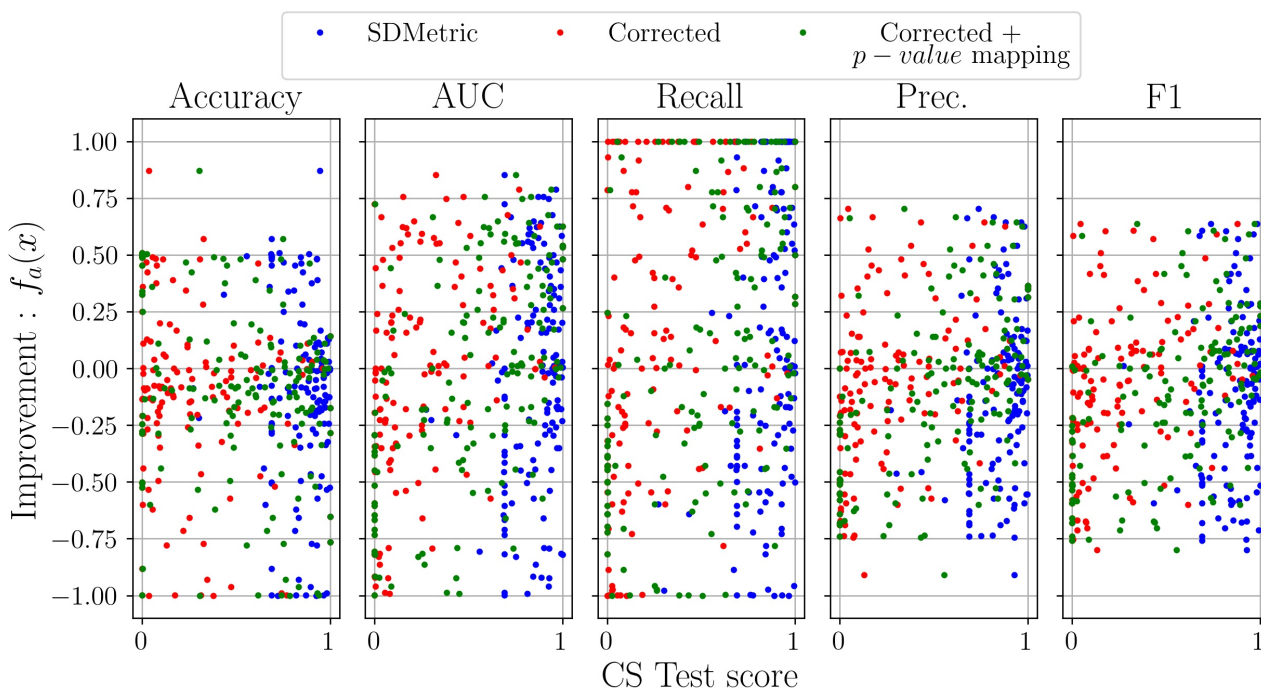 SDMetric
Corrected
Corrected +
p − value mapping
Accuracy
AUC
Recall
Prec.
F1
Improvement : fa(x)
1.00
0.75
0.50
0.25
0.00
−0.25
−0.50
−0.75
−1.00
0 1
0 1
0 1
0 1
0 1
CS Test score